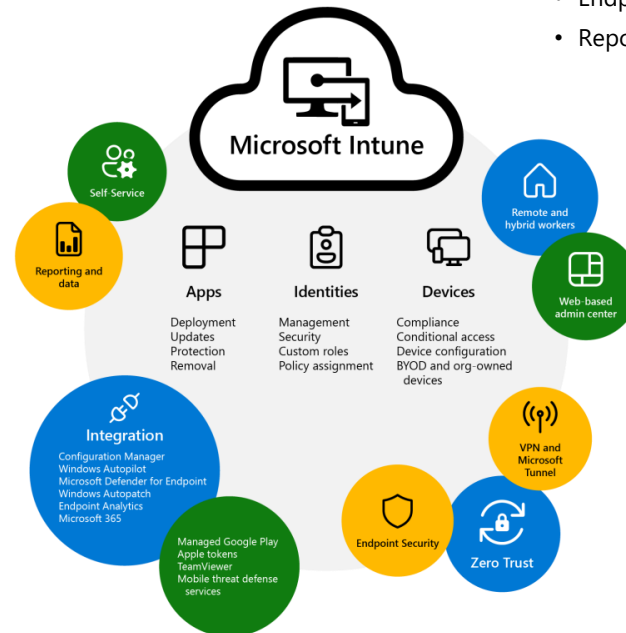 • Repo
Microsoft Intune
Self-Service
Reporting and
data
Remote and
hybrid workers
Web-based
admin center
Apps
Deployment
Updates
Protection
Removal
Identities
Management
Security
Custom roles
Policy assignment
Devices
Compliance
Conditional access
Device configuration
BYOD and org-owned
devices
Integration
Configuration Manager
Windows Autopilot
Microsoft Defender for Endpoint
Windows Autopatch
Endpoint Analytics
Microsoft 365
Managed Google Play
Apple tokens
TeamViewer
Mobile threat defense
services
VPN and
Microsoft
Tunnel
Endpoint Security
Zero Trust